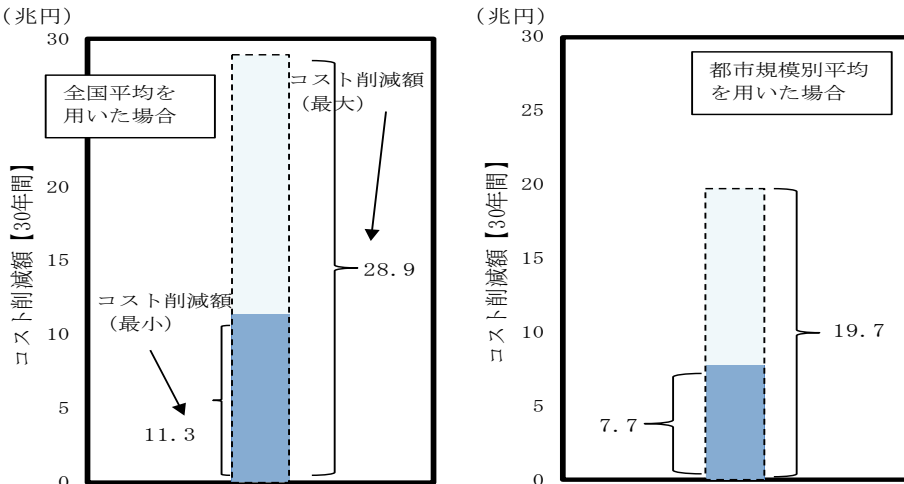 （兆円）
30
全国平均を
用いた場合
コスト削減額
（最大）
20
15
10
5
0
コスト削減額【30年間】
28.9
コスト削減額
（最小）
11.3
（兆円）
30
都市規模別平均
を用いた場合
25
20
15
10
5
0
コスト削減額【30年間】
19.7
7.7